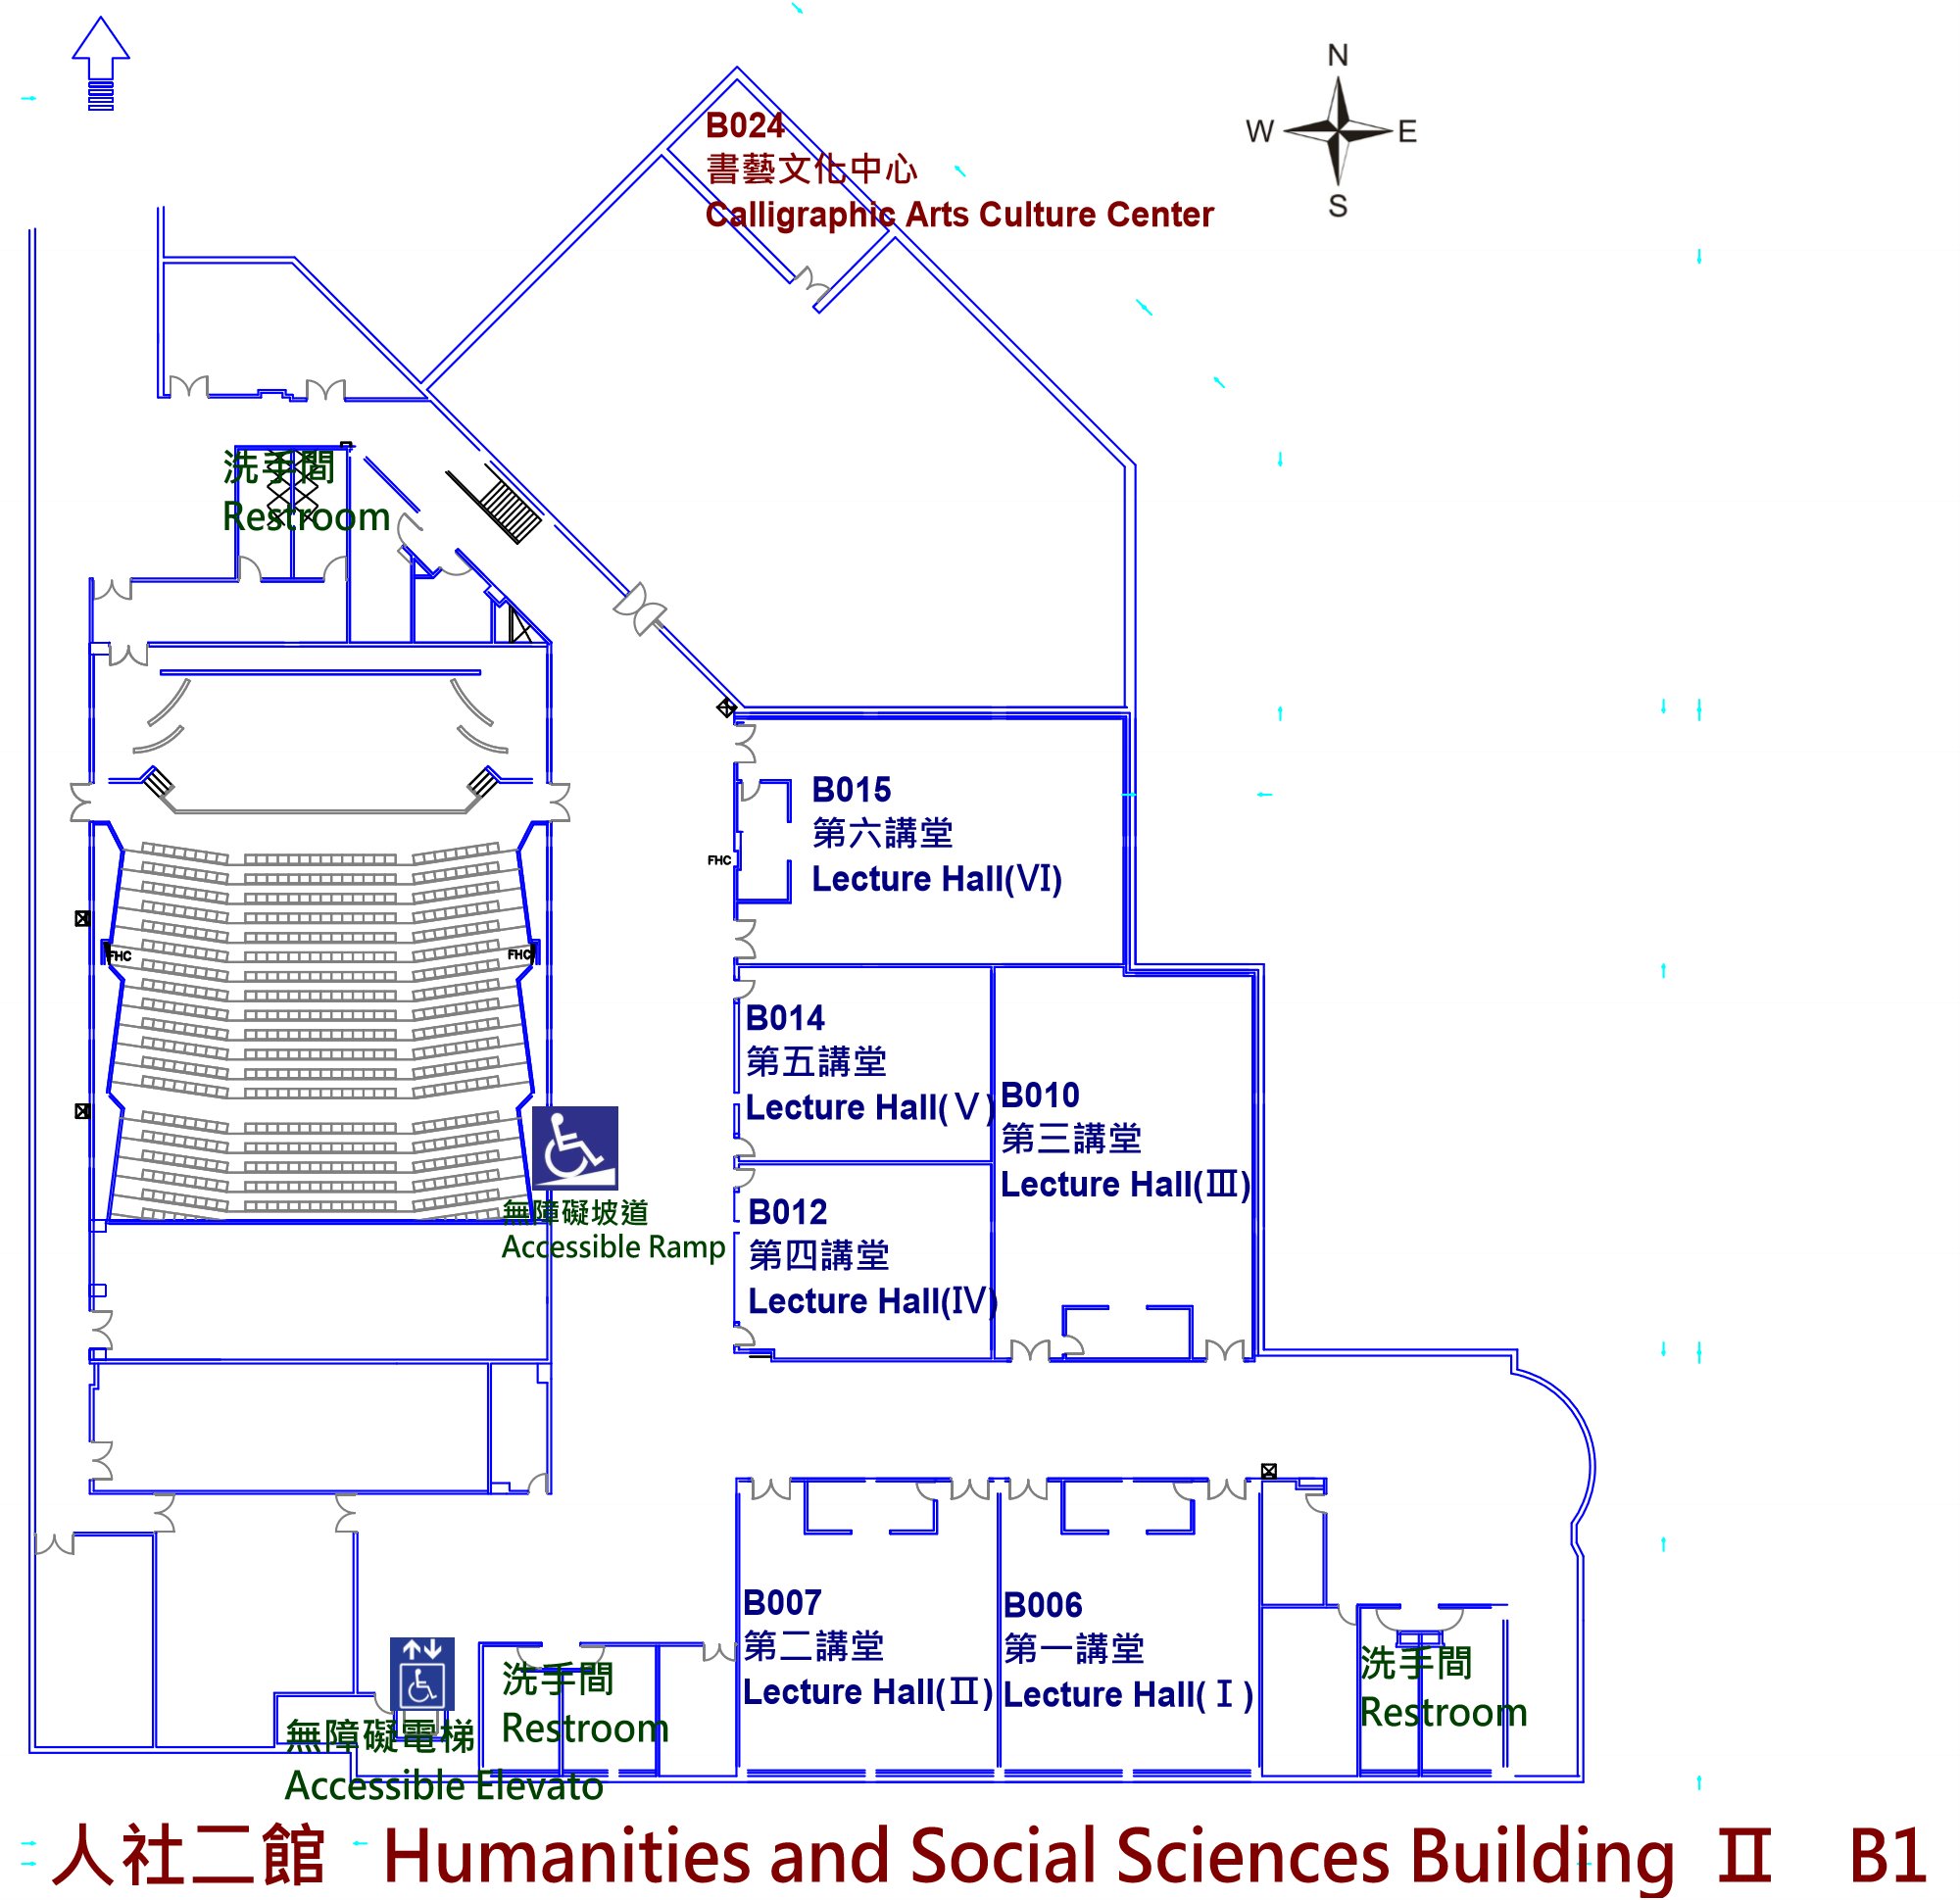 N
W
E
S
B024
書藝文化中心
Calligraphic Arts Culture Center
洗手間
Restroom
B015
第六講堂
Lecture Hall(Ⅵ)
FHC
FHC
FHC
B014
第五講堂
Lecture Hall(Ⅴ)
B010
第三講堂
Lecture Hall(Ⅲ)
無障礙坡道
Accessible Ramp
B012
第四講堂
Lecture Hall(Ⅳ)
B007
第二講堂
Lecture Hall(Ⅱ)
B006
第一講堂
Lecture Hall(Ⅰ)
洗手間
Restroom
洗手間
Restroom
無障礙電梯
Accessible Elevato
人社二館 Humanities and Social Sciences Building Ⅱ B1